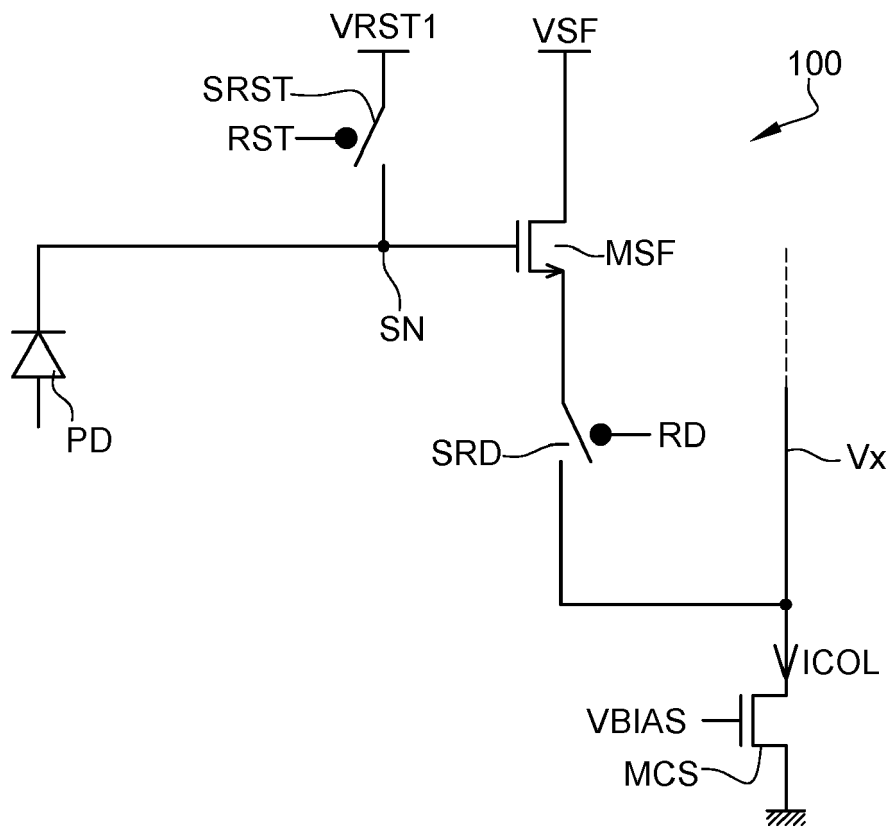 VRST1
VSF
100
SRST
RST
MSF
SN
PD
SRD
RD
Vx
ICOL
VBIAS
MCS